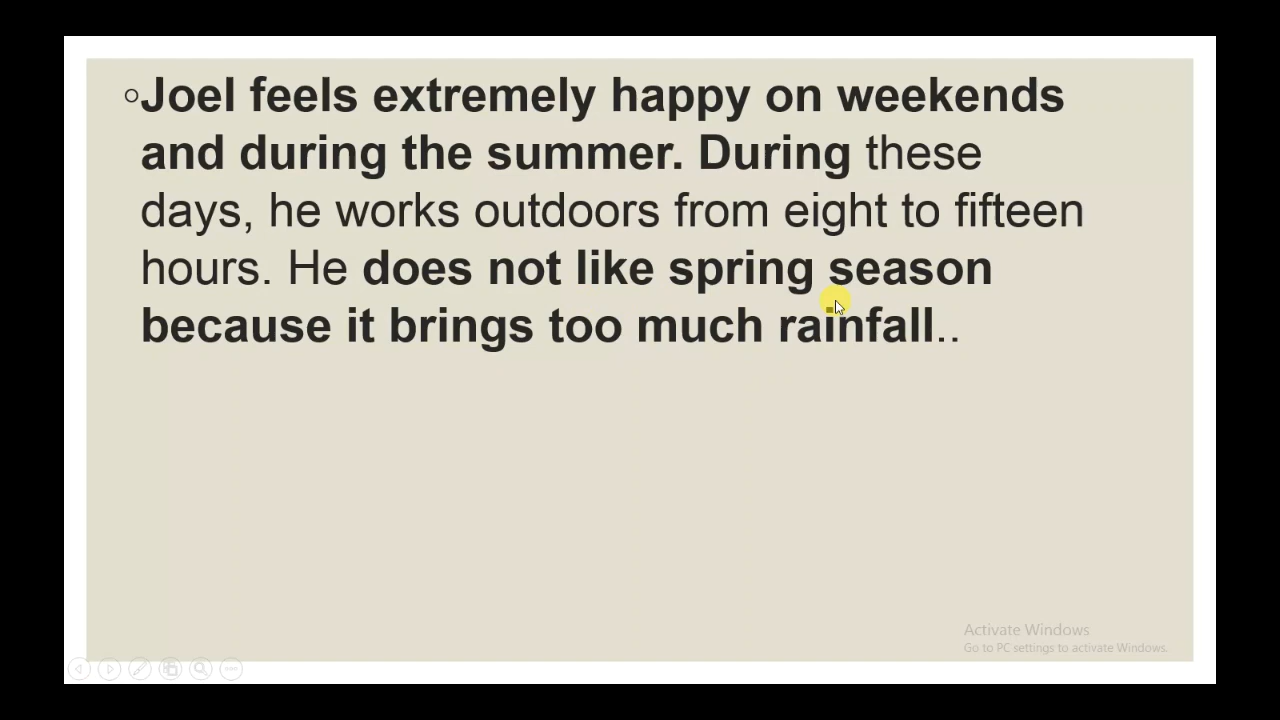 ◦Joel feels extremely happy on weekends
and during the summer. During these
days, he works outdoors from eight to fifteen
hours. He does not like spring season
because it brings too much rainfall..
Activate Windows
Go to PC settings to activate Windows.